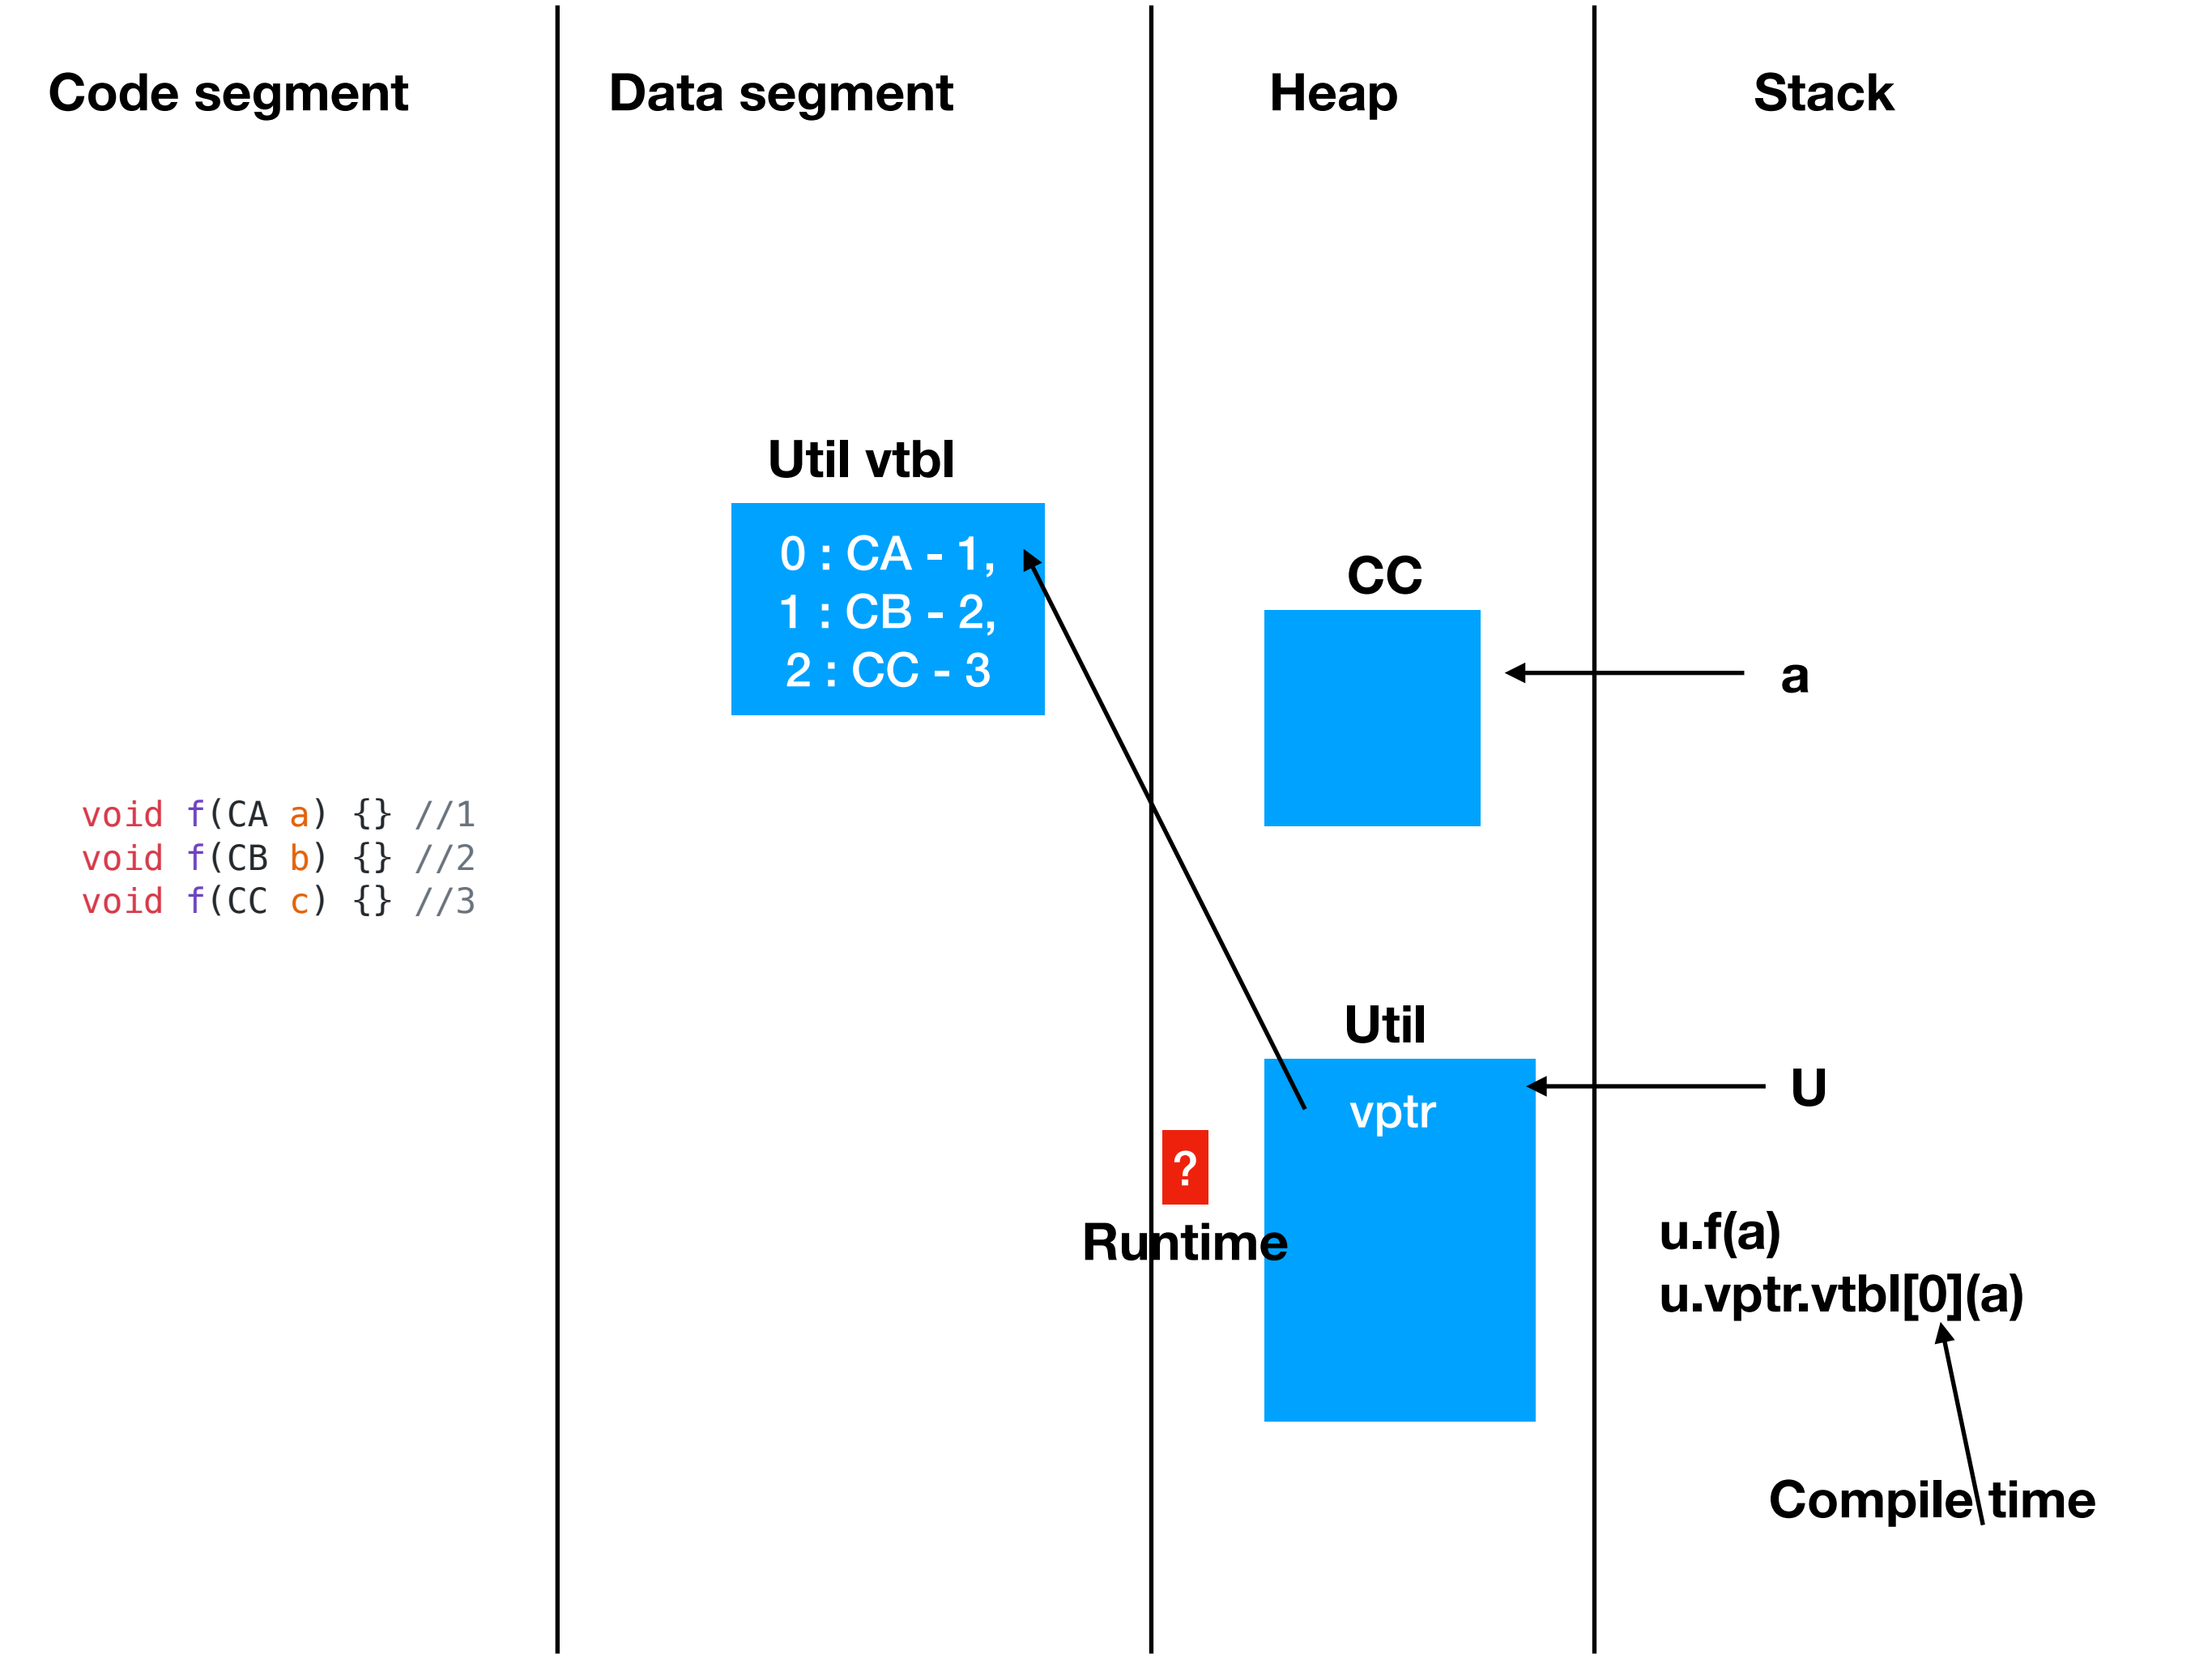 Code segment
Data segment
Heap
Stack
Util vtbl
0 : CA - 1,
1 : CB - 2,
2 : CC - 3
CC
a
void f(CA a) {} //1
void f(CB b) {} //2
void f(CC c) {} //3
Util
vptr
U
?
Runtime
u.f(a)
u.vptr.vtbl[0](a)
Compile time